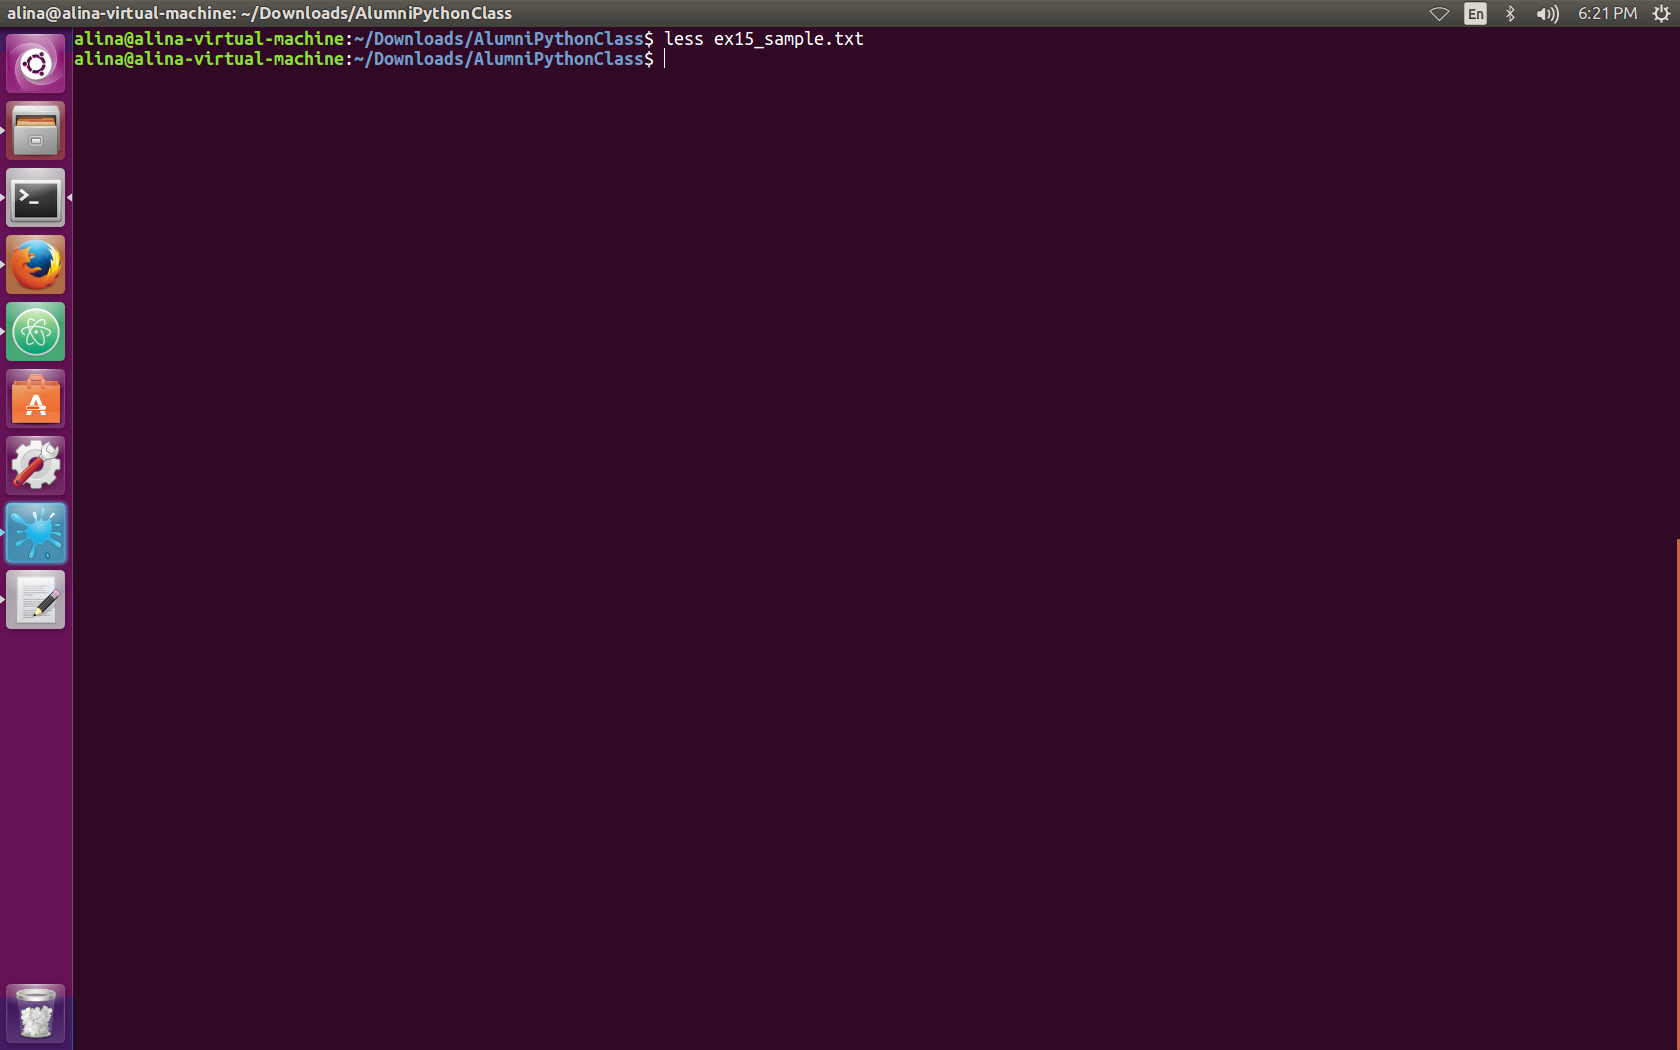 alina@alina-virtual-machine: ~/Downloads/AlumniPythonClass
En
6:21 PM
alina@alina-virtual-machine:~/Downloads/AlumniPythonClass$ less ex15_sample.txt
alina@alina-virtual-machine:~/Downloads/AlumniPythonClass$